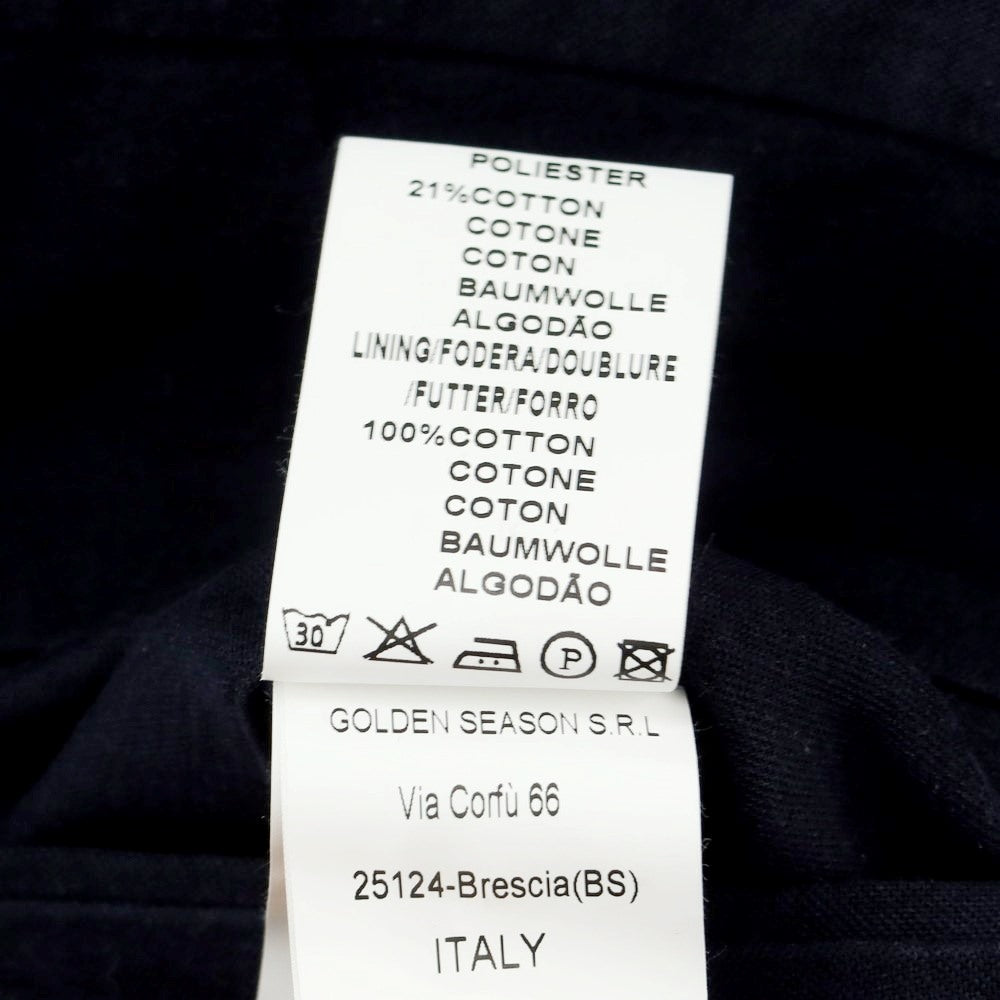 POLIESTER
21%COTTON
COTONE
COTON
BAUMWOLLE
ALGODÃO
LINING/FODERA/DOUBLURE
/FUTTER/FORRO
100%COTTON
COTONE
COTON
BAUMWOLLE
ALGODÃO
30 P
GOLDEN SEASON S.R.L
Via Corfù 66
25124-Brescia(BS)
ITALY